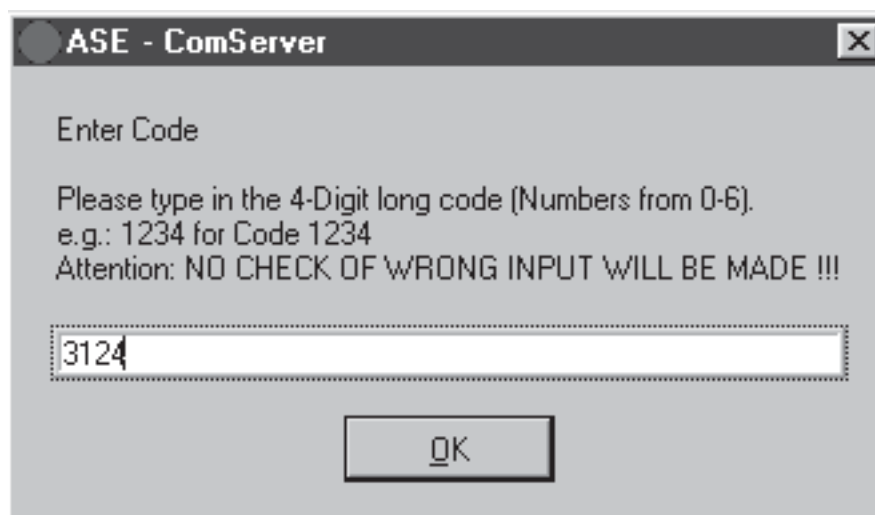 ASE - ComServer
Enter Code
Please type in the 4-Digit long code (Numbers from 0-6).
e.g.: 1234 for Code 1234
Attention: NO CHECK OF WRONG INPUT WILL BE MADE !!!
3124
OK